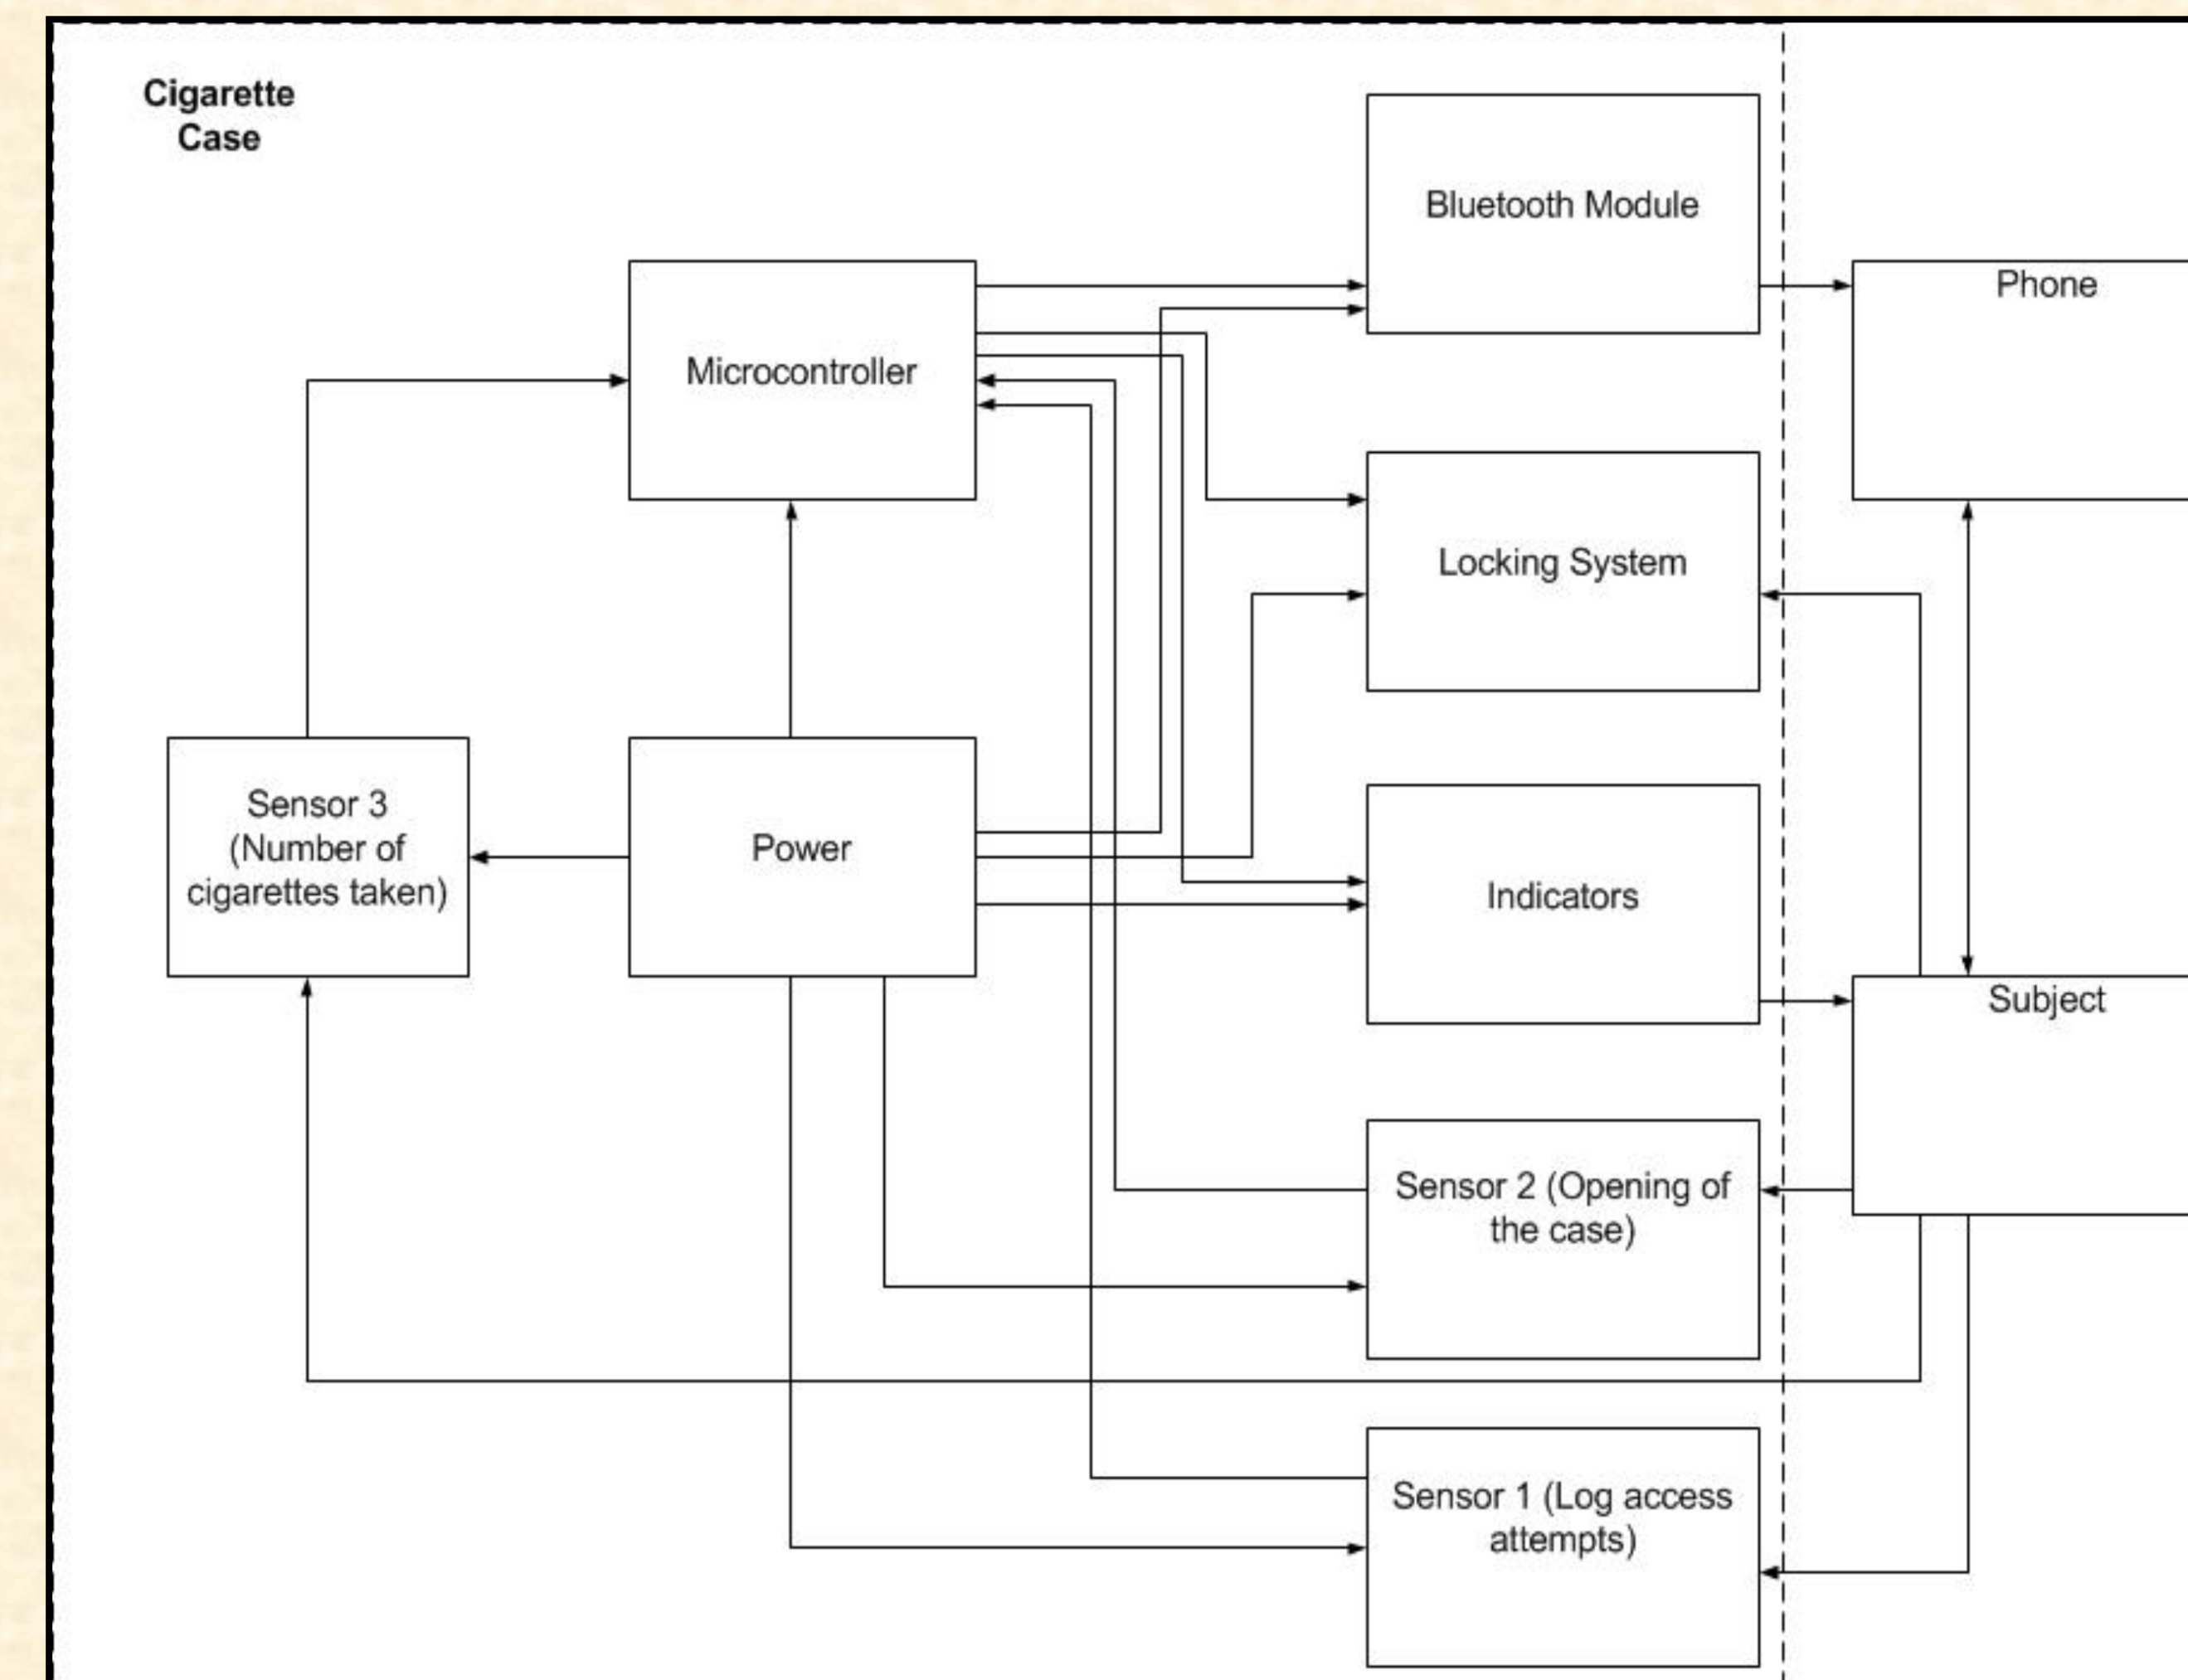 Cigarette
Case
Bluetooth Module
Phone
Microcontroller
Locking System
Sensor 3
(Number of
cigarettes taken)
Power
Indicators
Subject
Sensor 2 (Opening of
the case)
Sensor 1 (Log access
attempts)